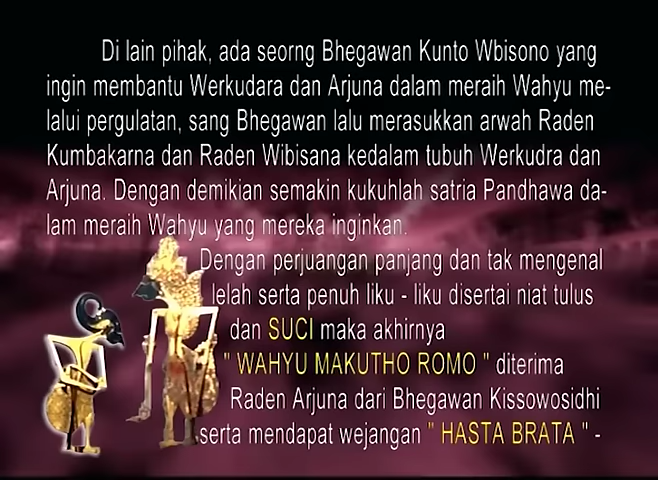 Di lain pihak, ada seorng Bhegawan Kunto Wbisono yang
ingin membantu Werkudara dan Arjuna dalam meraih Wahyu me-
lalui pergulatan, sang Bhegawan lalu merasukkan arwah Raden
Kumbakarna dan Raden Wibisana kedalam tubuh Werkudra dan
Arjuna. Dengan demikian semakin kukuhlah satria Pandhawa da-
lam meraih Wahyu yang mereka inginkan.
Dengan perjuangan panjang dan tak mengenal
lelah serta penuh liku - liku disertai niat tulus
dan SUCI maka akhirnya
" WAHYU MAKUTHO ROMO " diterima
Raden Arjuna dari Bhegawan Kissowosidhi
serta mendapat wejangan " HASTA BRATA " -